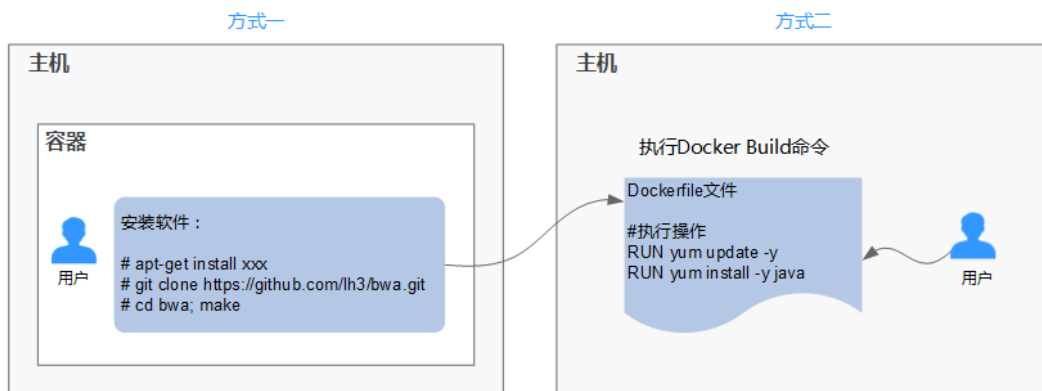 方式一
主机
容器
用户
安装软件：
# apt-get install xxx
# git clone https://github.com/lh3/bwa.git
# cd bwa; make
方式二
主机
执行Docker Build命令
Dockerfile文件
#执行操作
RUN yum update -y
RUN yum install -y java
用户